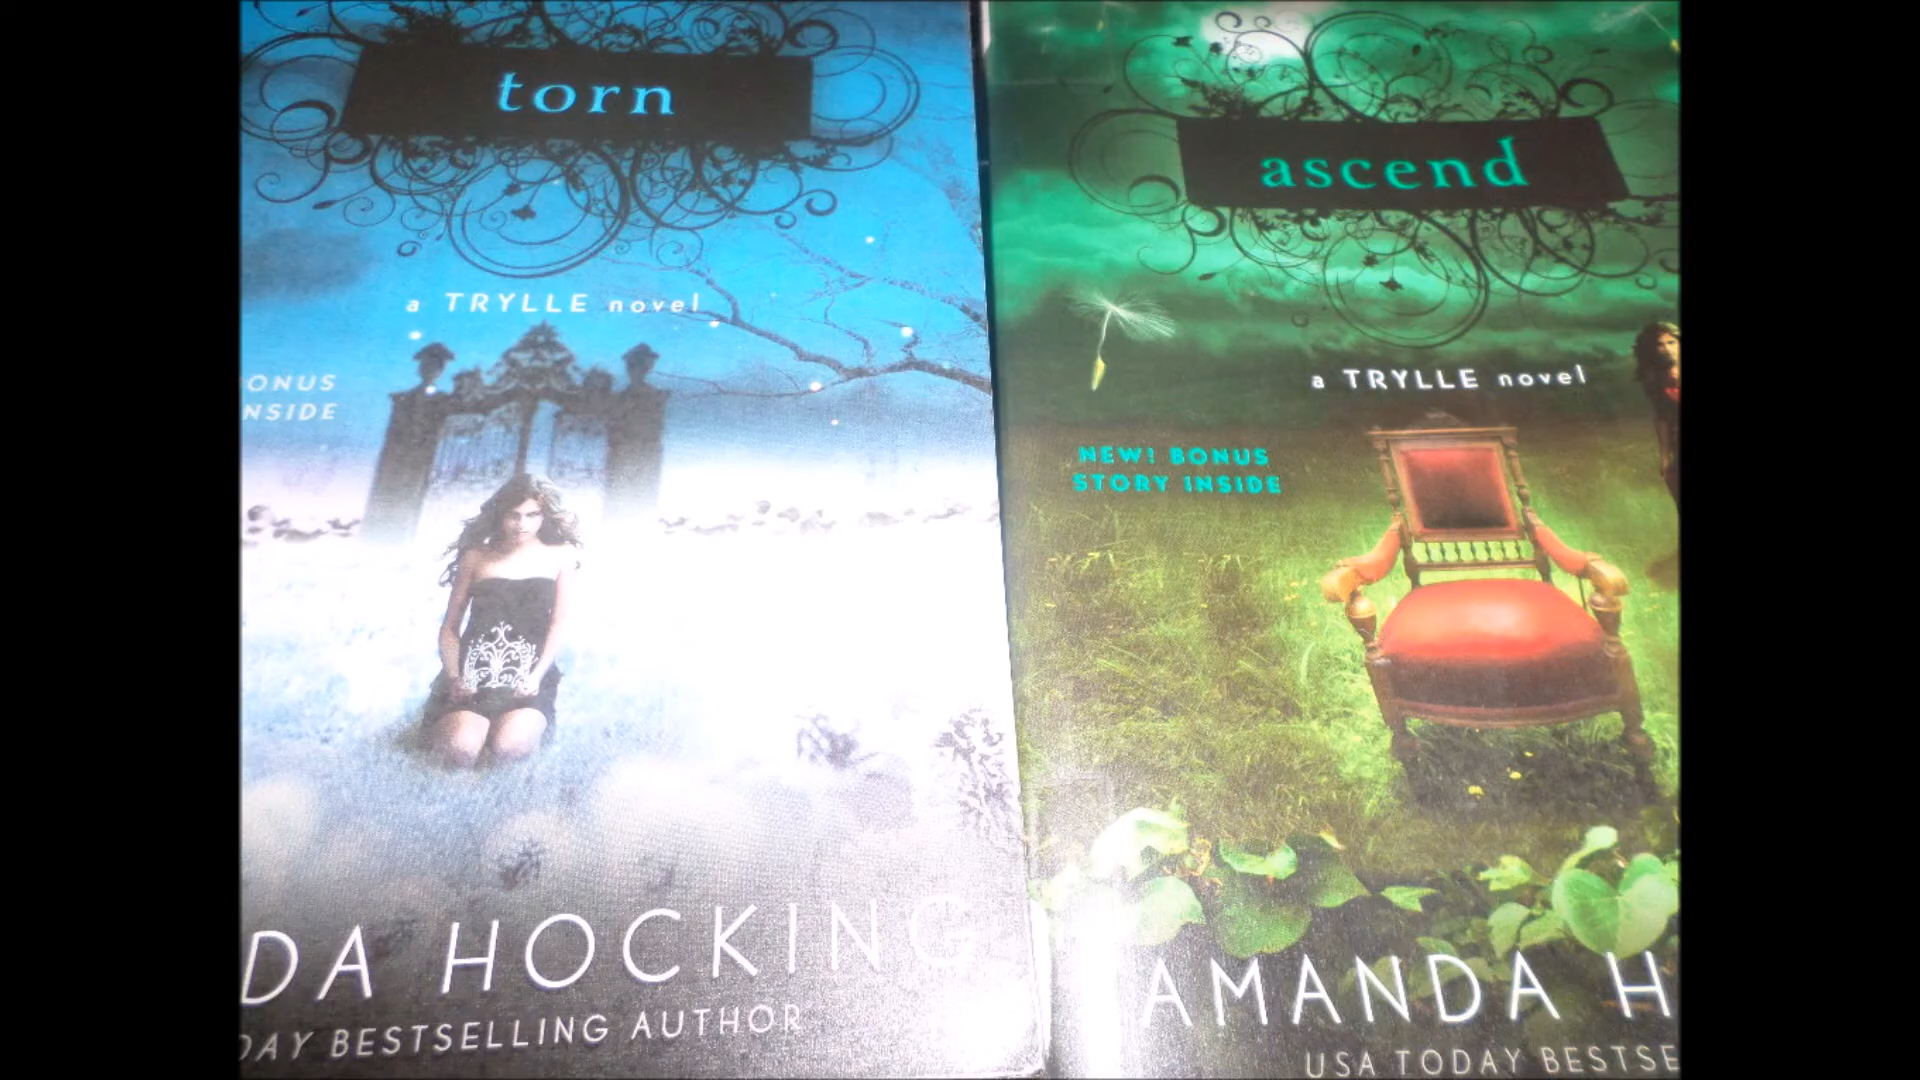 torn
a TRYLLE novel
ONUS
NSIDE
DA HOCKING
DAY BESTSELLING AUTHOR
ascend
a TRYLLE novel
NEW! BONUS
STORY INSIDE
AMANDA H
USA TODAY BESTSE